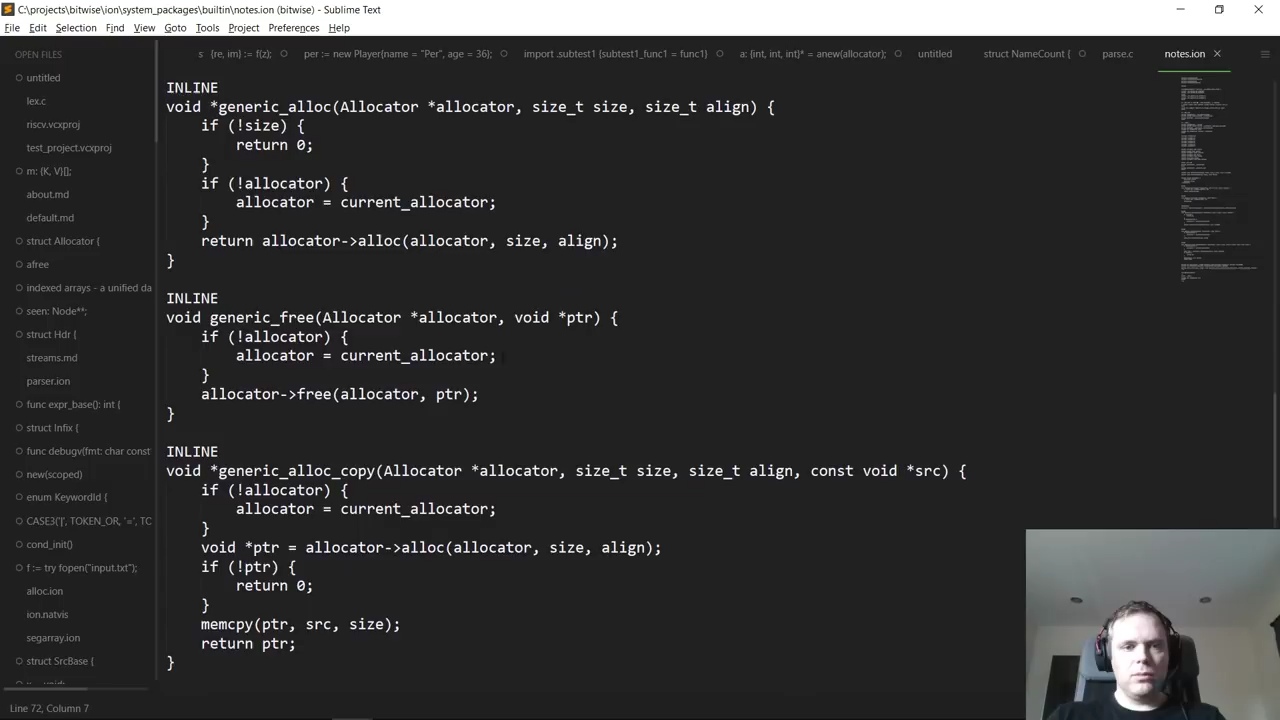 C:\projects\bitwise\ion\system_packages\builtin\notes.ion (bitwise) - Sublime Text
File Edit Selection Find View Goto Tools Project Preferences Help
OPEN FILES
untitled
lex.c
riscv.vcxproj
test_project.vcxproj
m: {K, V}[];
about.md
default.md
struct Allocator {
afree
indexed arrays - a unified da
seen: Node**;
struct Hdr {
streams.md
parser.ion
func expr_base(): int {
struct Infix {
func debugv(fmt: char const
new(scoped)
enum KeywordId {
CASE3('|', TOKEN_OR, '=', TC
cond_init()
f := try fopen("input.txt");
alloc.ion
ion.natvis
segarray.ion
struct SrcBase {
s {re, im} := f(z);
per := new Player{name = "Per", age = 36};
import .subtest1 {subtest1_func1 = func1}
a: {int, int, int}* = anew(allocator);
untitled
struct NameCount {
parse.c
notes.ion
INLINE
void *generic_alloc(Allocator *allocator, size_t size, size_t align) {
if (!size) {
return 0;
}
if (!allocator) {
allocator = current_allocator;
}
return allocator->alloc(allocator, size, align);
}
INLINE
void generic_free(Allocator *allocator, void *ptr) {
if (!allocator) {
allocator = current_allocator;
}
allocator->free(allocator, ptr);
}
INLINE
void *generic_alloc_copy(Allocator *allocator, size_t size, size_t align, const void *src) {
if (!allocator) {
allocator = current_allocator;
}
void *ptr = allocator->alloc(allocator, size, align);
if (!ptr) {
return 0;
}
memcpy(ptr, src, size);
return ptr;
}
Line 72, Column 7